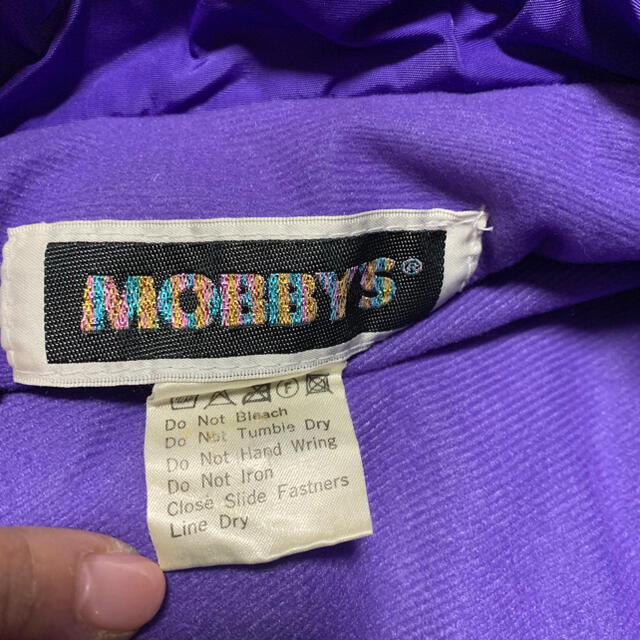 MOBBY'S®
Do Not Bleach
Do Not Tumble Dry
Do Not Hand Wring
Do Not Iron
Close Slide Fastners
Line Dry